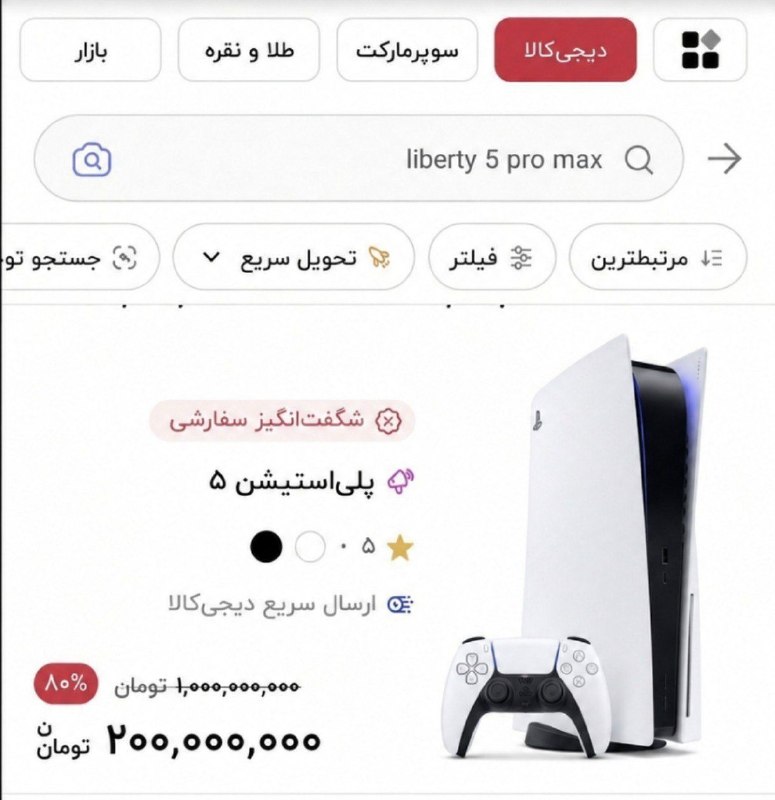 دیجی‌کالا
سوپرمارکت
طلا و نقره
بازار
liberty 5 pro max
مرتبط‌ترین
فیلتر
تحویل سریع
جستجو تو
شگفت‌انگیز سفارشی
پلی‌استیشن ۵
۵
ارسال سریع دیجی‌کالا
۱,۰۰۰,۰۰۰,۰۰۰ تومان ۸۰%
۲۰۰,۰۰۰,۰۰۰ تومان